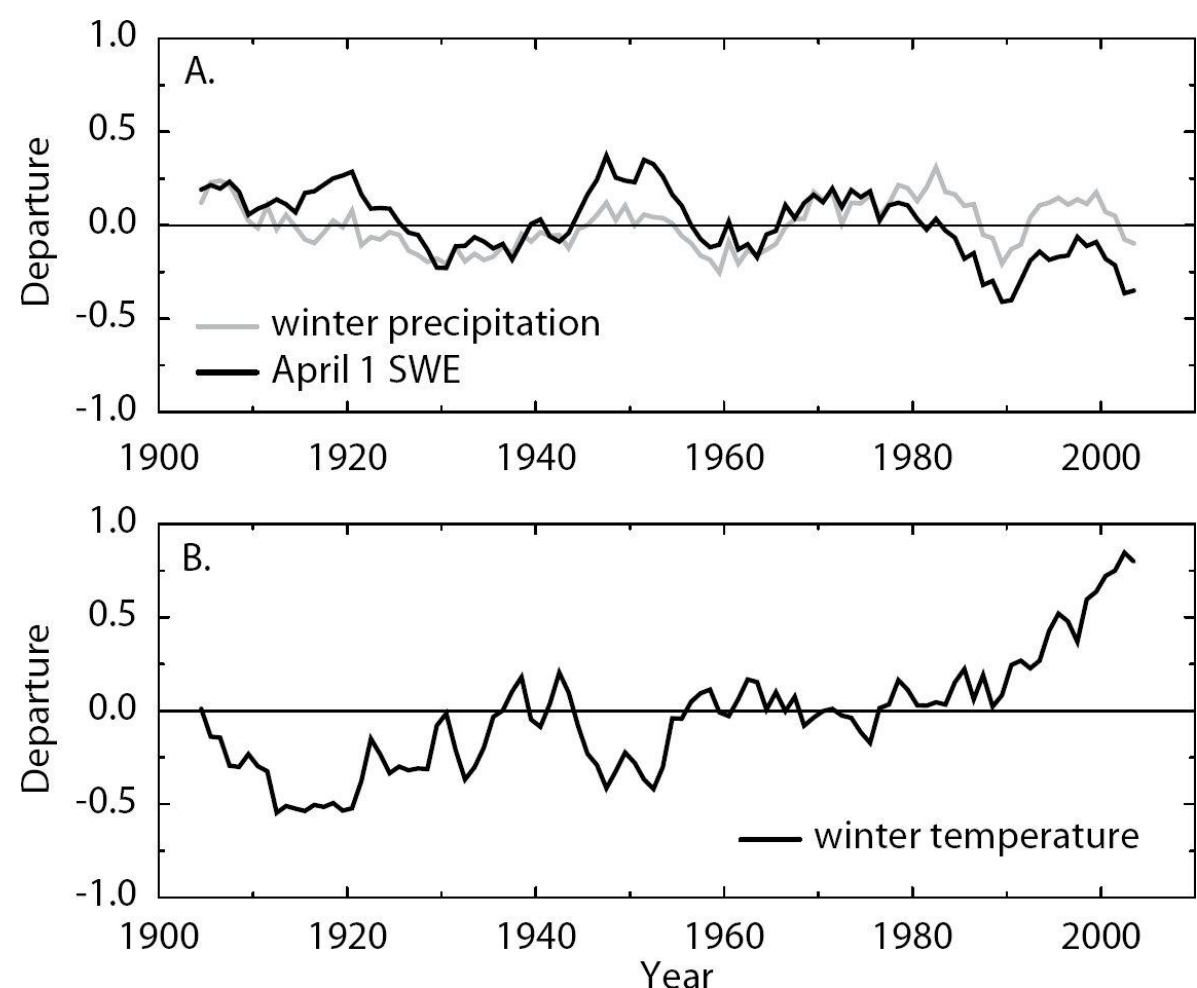 1.0
A.
0.5
0.0
-0.5
-1.0
Departure
winter precipitation
April 1 SWE
1900 1920 1940 1960 1980 2000
1.0
B.
0.5
0.0
-0.5
-1.0
Departure
winter temperature
1900 1920 1940 1960 1980 2000
Year